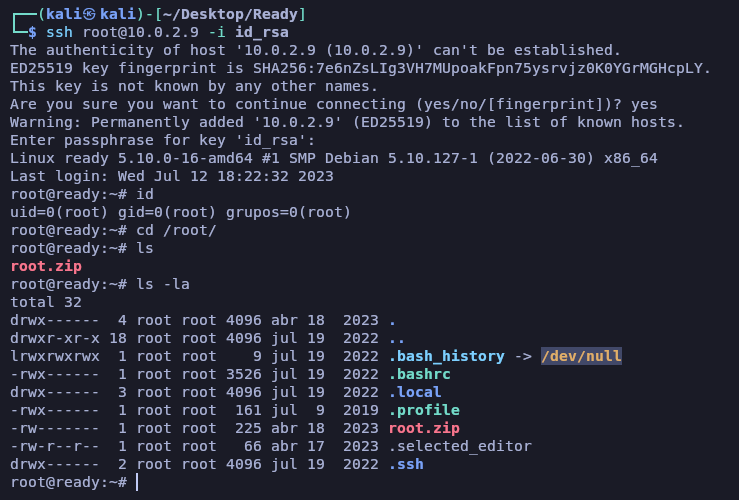 ┌──(kali㉿kali)-[~/Desktop/Ready]
└─$ ssh root@10.0.2.9 -i id_rsa
The authenticity of host '10.0.2.9 (10.0.2.9)' can't be established.
ED25519 key fingerprint is SHA256:7e6nZsLIg3VH7MUpoakFpn75ysrvjz0K0YGrMGHcpLY.
This key is not known by any other names.
Are you sure you want to continue connecting (yes/no/[fingerprint])? yes
Warning: Permanently added '10.0.2.9' (ED25519) to the list of known hosts.
Enter passphrase for key 'id_rsa':
Linux ready 5.10.0-16-amd64 #1 SMP Debian 5.10.127-1 (2022-06-30) x86_64
Last login: Wed Jul 12 18:22:32 2023
root@ready:~# id
uid=0(root) gid=0(root) grupos=0(root)
root@ready:~# cd /root/
root@ready:~# ls
root.zip
root@ready:~# ls -la
total 32
drwx------  4 root root 4096 abr 18  2023 .
drwxr-xr-x 18 root root 4096 jul 19  2022 ..
lrwxrwxrwx  1 root root    9 jul 19  2022 .bash_history -> /dev/null
-rwx------  1 root root 3526 jul 19  2022 .bashrc
drwx------  3 root root 4096 jul 19  2022 .local
-rwx------  1 root root  161 jul  9  2019 .profile
-rw-------  1 root root  225 abr 18  2023 root.zip
-rw-r--r--  1 root root   66 abr 17  2023 .selected_editor
drwx------  2 root root 4096 jul 19  2022 .ssh
root@ready:~#